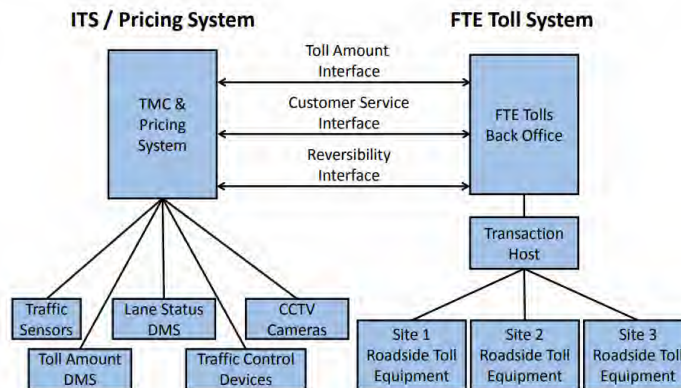 ITS / Pricing System
FTE Toll System
Toll Amount
Interface
TMC &
Pricing
System
Customer Service
Interface
FTE Tolls
Back Office
Reversibility
Interface
Transaction
Host
Traffic
Sensors
Lane Status
DMS
CCTV
Cameras
Toll Amount
DMS
Traffic Control
Devices
Site 1
Roadside Toll
Equipment
Site 2
Roadside Toll
Equipment
Site 3
Roadside Toll
Equipment